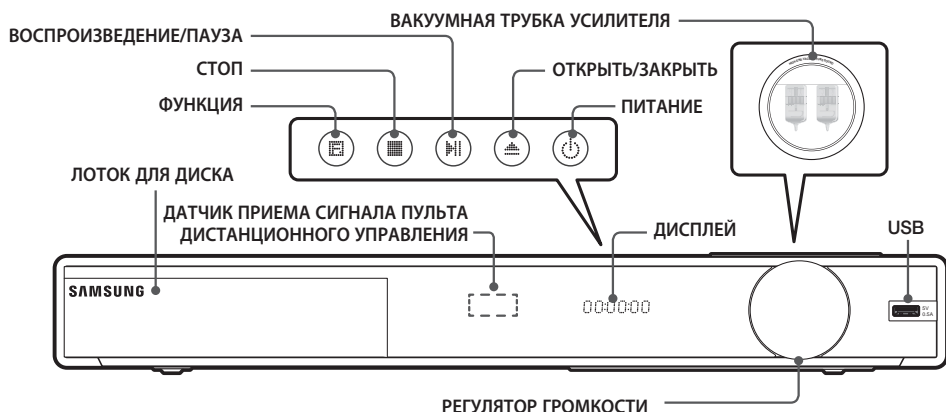 ВАКУУМНАЯ ТРУБКА УСИЛИТЕЛЯ
ВОСПРОИЗВЕДЕНИЕ/ПАУЗА
СТОП
ОТКРЫТЬ/ЗАКРЫТЬ
ФУНКЦИЯ
ПИТАНИЕ
F
ЛОТОК ДЛЯ ДИСКА
ДАТЧИК ПРИЕМА СИГНАЛА ПУЛЬТА
ДИСТАНЦИОННОГО УПРАВЛЕНИЯ
ДИСПЛЕЙ
USB
SAMSUNG
00:00:00
5V
0.5A
РЕГУЛЯТОР ГРОМКОСТИ